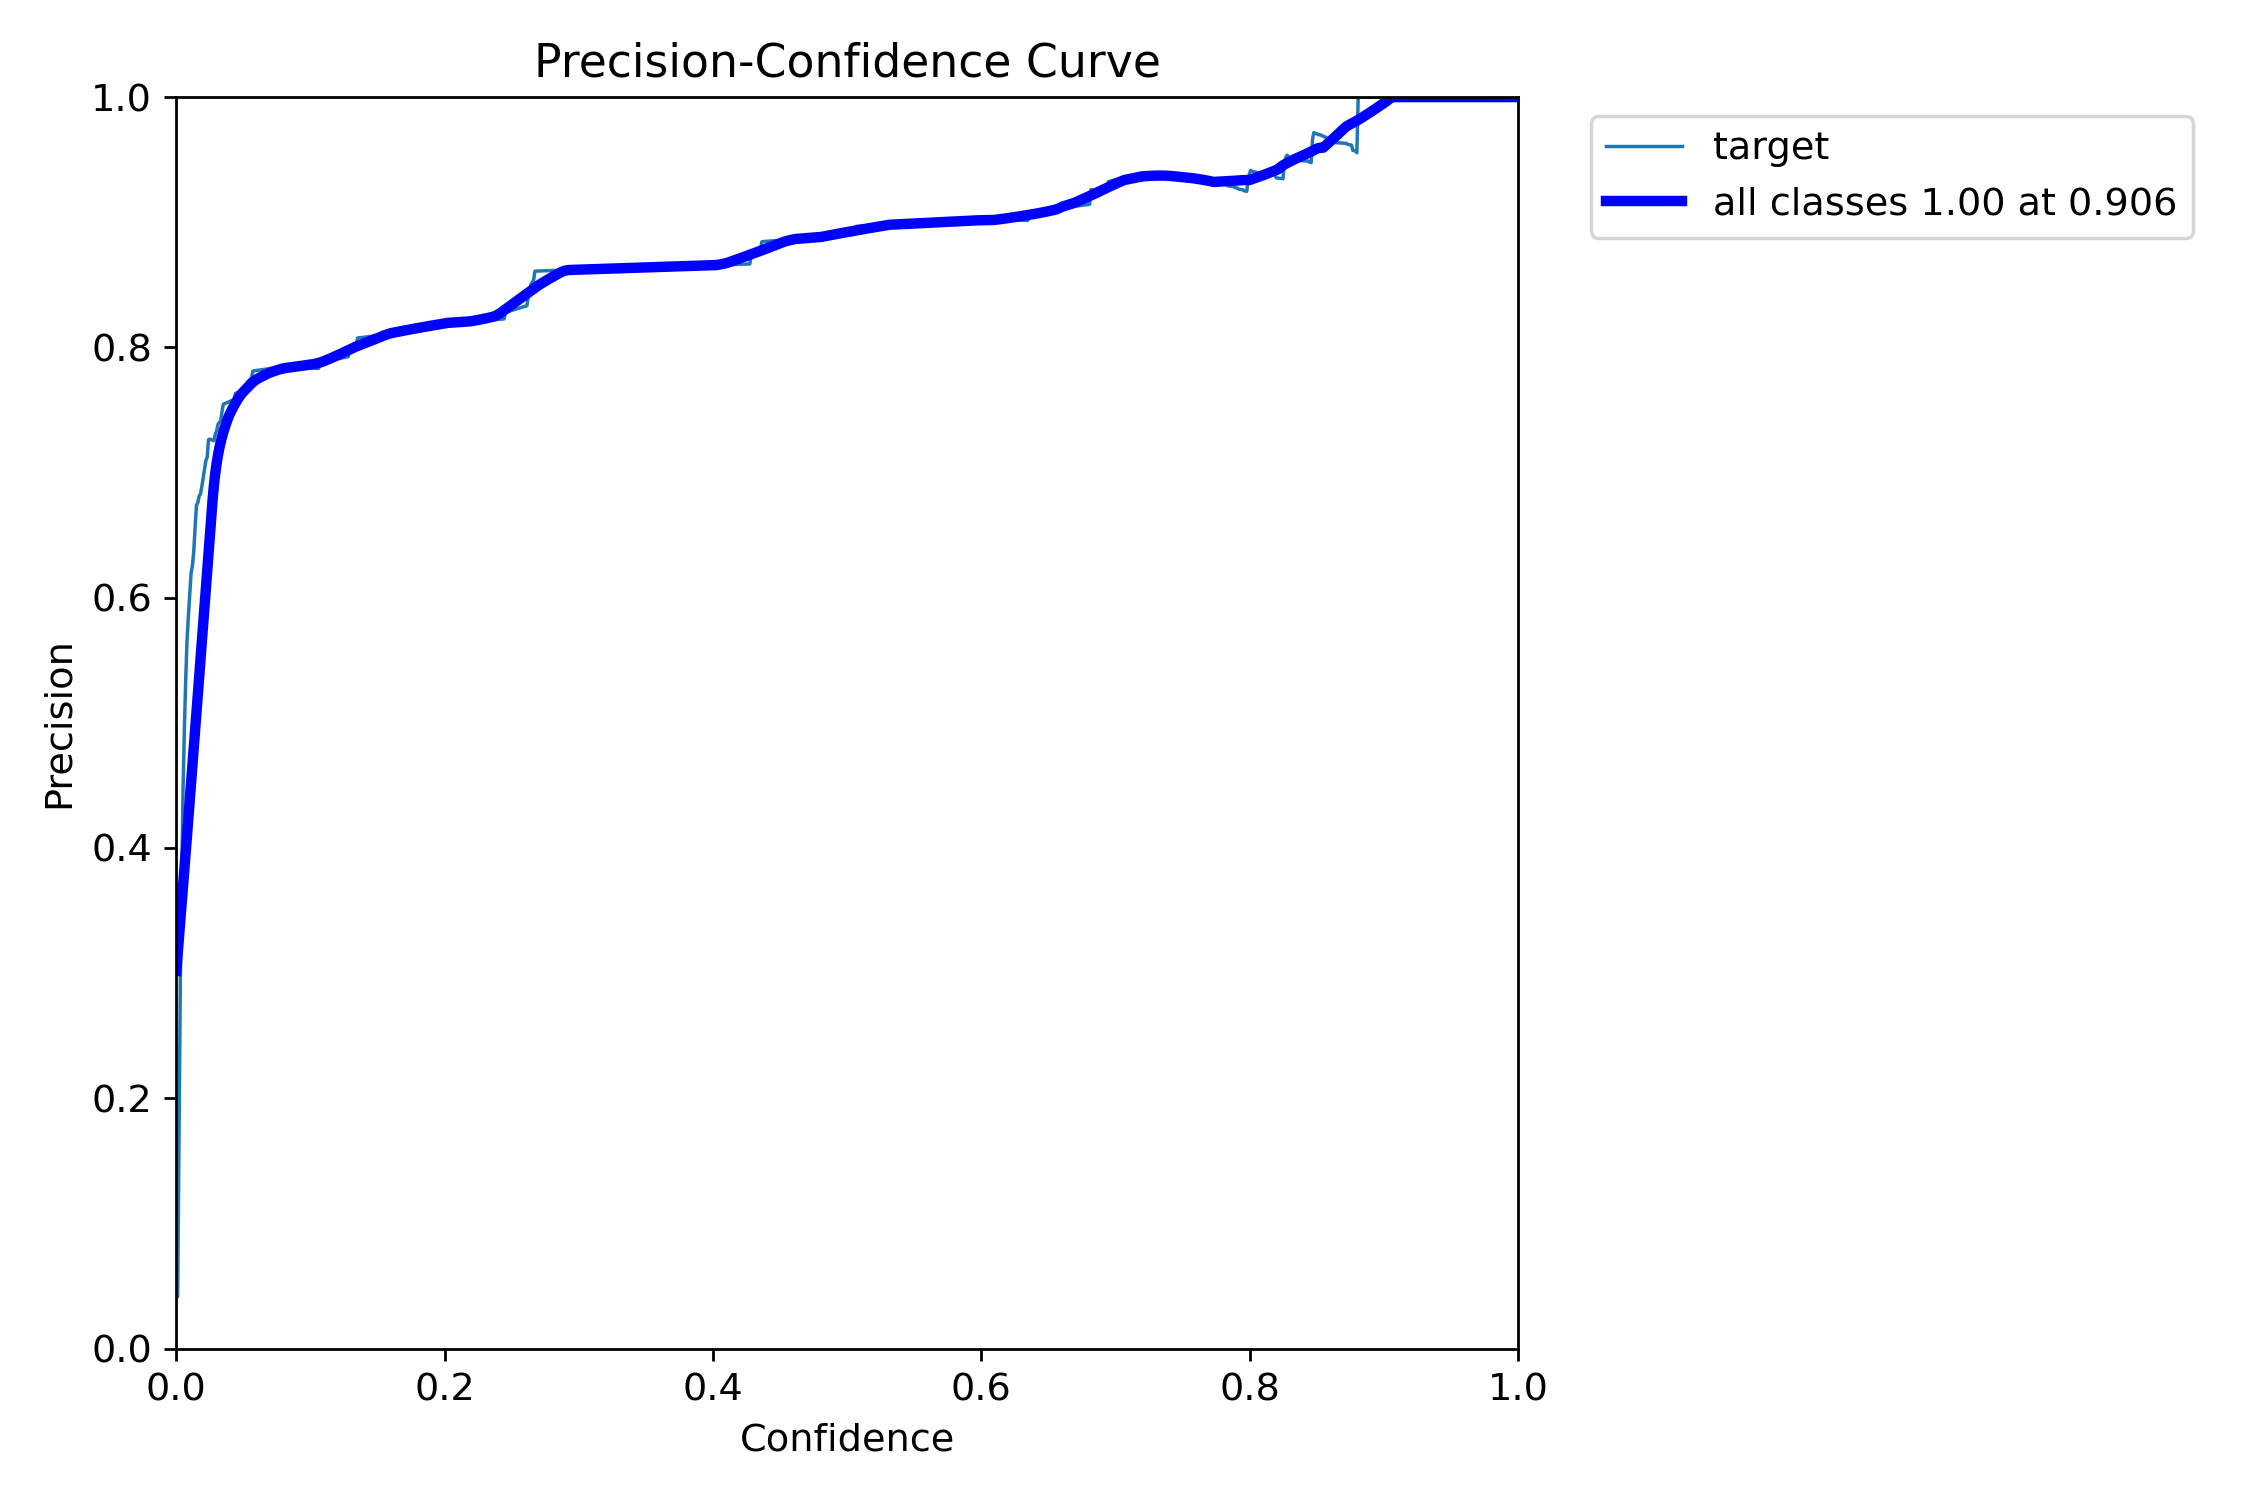 Precision-Confidence Curve
1.0
0.8
0.6
0.4
0.2
0.0
Precision
0.0 0.2 0.4 0.6 0.8 1.0
Confidence
target
all classes 1.00 at 0.906